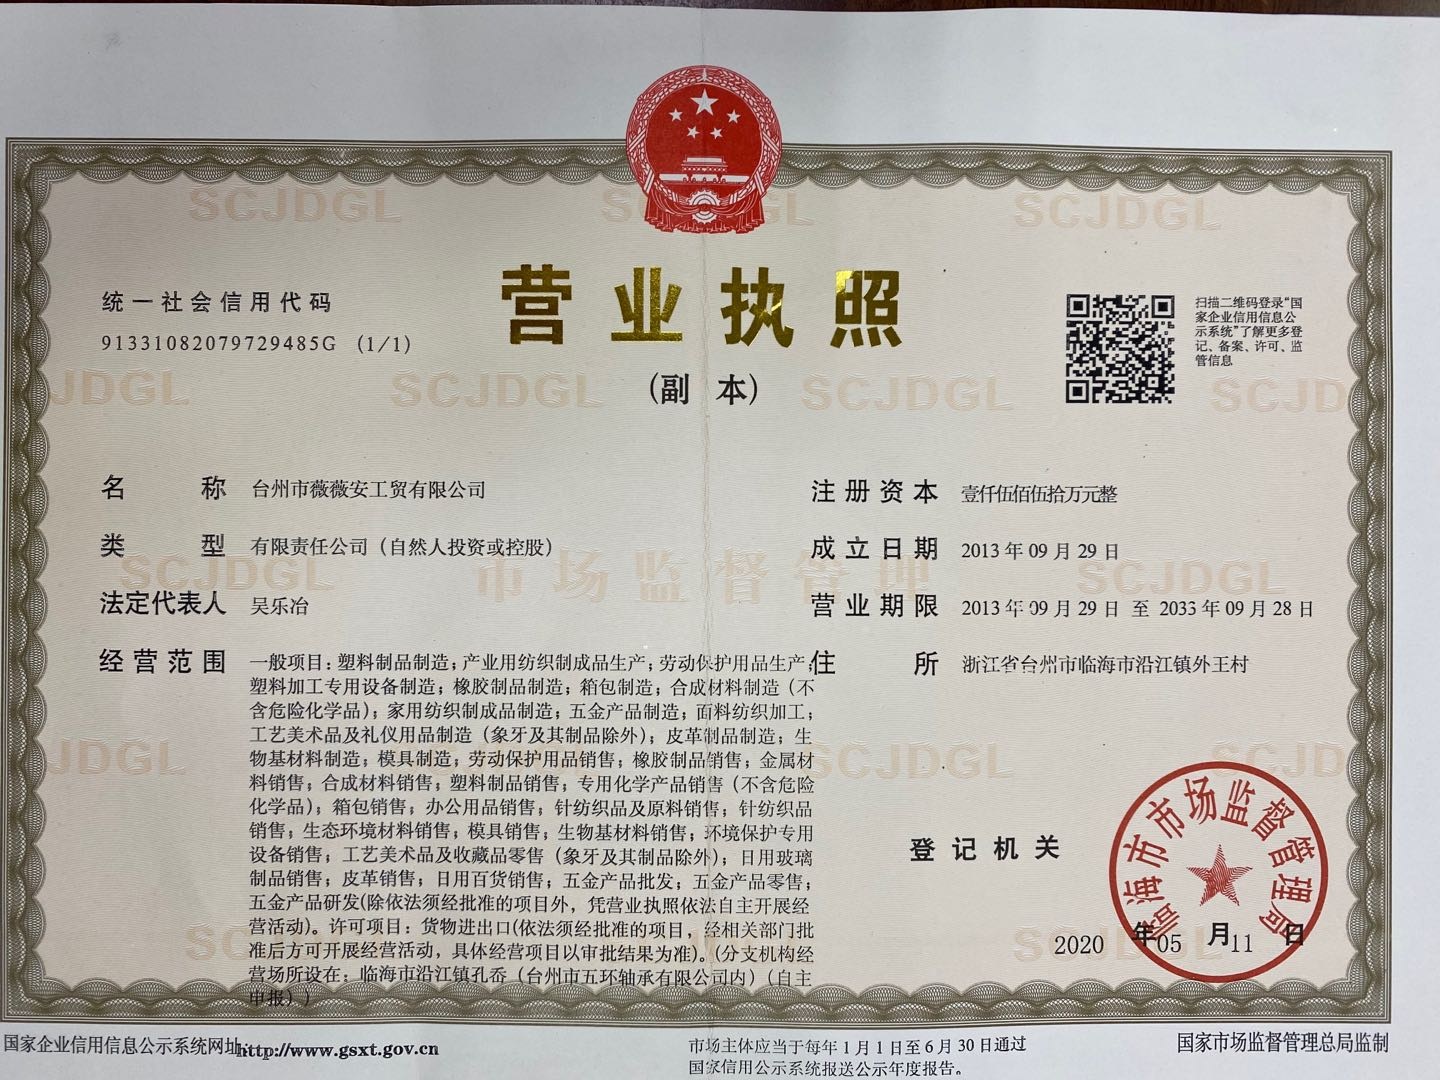 SCJDGL
SCJDGL
SCJDGL
营业执照
（副 本）
统一社会信用代码
91331082079729485G（1/1）
扫描二维码登录“国
家企业信用信息公
示系统”了解更多登
记、备案、许可、监
管信息
JDGL
SCJDGL
SCJDGL
SCJD
名 称 台州市薇薇安工贸有限公司
类 型 有限责任公司（自然人投资或控股）
法定代表人 吴乐冶
经营范围 一般项目：塑料制品制造；产业用纺织制成品生产；劳动保护用品生产；
塑料加工专用设备制造；橡胶制品制造；箱包制造；合成材料制造（不
含危险化学品）；家用纺织制成品制造；五金产品制造；面料纺织加工；
工艺美术品及礼仪用品制造（象牙及其制品除外）；皮革制品制造；生
物基材料制造；模具制造；劳动保护用品销售；橡胶制品销售；金属材
料销售；合成材料销售；塑料制品销售；专用化学产品销售（不含危险
化学品）；箱包销售；办公用品销售；针纺织品及原料销售；针纺织品
销售；生态环境材料销售；模具销售；生物基材料销售；环境保护专用
设备销售；工艺美术品及收藏品零售（象牙及其制品除外）；日用玻璃
制品销售；皮革销售；日用百货销售；五金产品批发；五金产品零售；
五金产品研发(除依法须经批准的项目外，凭营业执照依法自主开展经
营活动)。许可项目：货物进出口(依法须经批准的项目，经相关部门批
准后方可开展经营活动，具体经营项目以审批结果为准)。（分支机构经
营场所设在：临海市沿江镇孔岙（台州市五环轴承有限公司内）（自主
申报））
注册资本 壹仟伍佰伍拾万元整
成立日期 2013年09月29日
营业期限 2013年09月29日 至 2033年09月28日
住 所 浙江省台州市临海市沿江镇外王村
SCJDGL
市场监督管理
SCJDGL
JDGL
SCJDGL
SCJD
登记机关
临海市市场监督管理局
2020 年 05 月 11 日
SC
SC
国家企业信用信息公示系统网址:http://www.gsxt.gov.cn
市场主体应当于每年1月1日至6月30日通过
国家信用公示系统报送公示年度报告。
国家市场监督管理总局监制